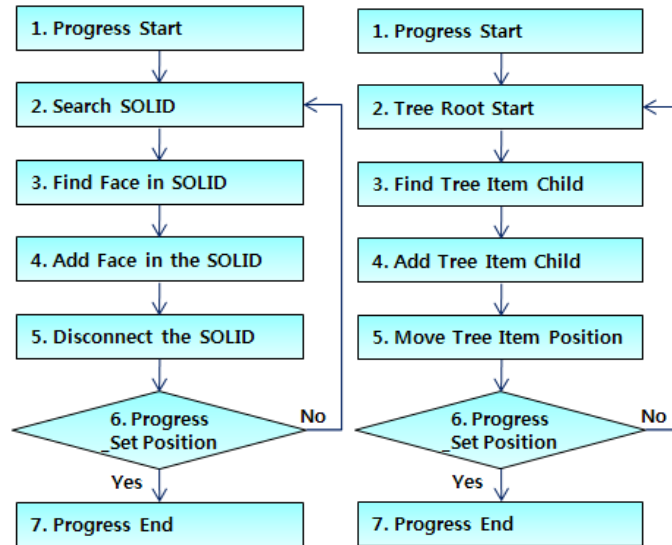 1. Progress Start
2. Search SOLID
3. Find Face in SOLID
4. Add Face in the SOLID
5. Disconnect the SOLID
6. Progress
_Set Position
No
Yes
7. Progress End
1. Progress Start
2. Tree Root Start
3. Find Tree Item Child
4. Add Tree Item Child
5. Move Tree Item Position
6. Progress
_Set Position
No
Yes
7. Progress End